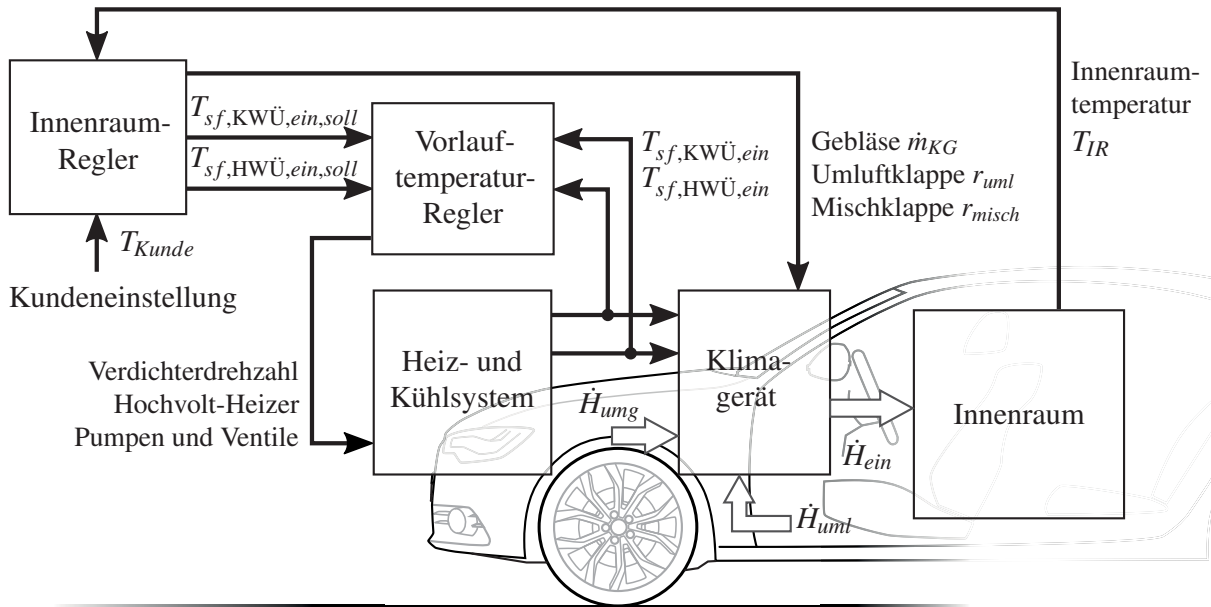 Innenraum-
Regler
T_{sf,KWÜ,ein,soll}
T_{sf,HWÜ,ein,soll}
T_{Kunde}
Kundeneinstellung
Vorlauf-
temperatur-
Regler
T_{sf,KWÜ,ein}
T_{sf,HWÜ,ein}
Gebläse ṁ_{KG}
Umluftklappe r_{uml}
Mischklappe r_{misch}
Innenraum-
temperatur
T_{IR}
Verdichterdrehzahl
Hochvolt-Heizer
Pumpen und Ventile
Heiz- und
Kühlsystem
Ḣ_{umg}
Klima-
gerät
Ḣ_{ein}
Ḣ_{uml}
Innenraum